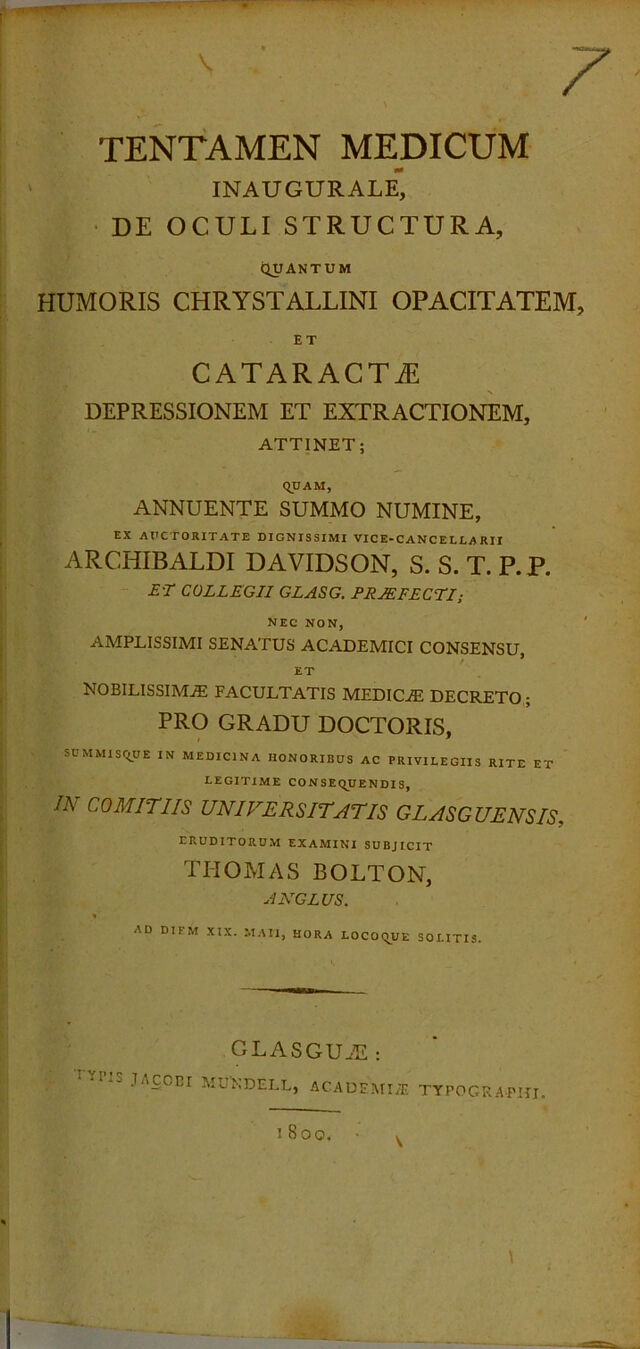 7
TENTAMEN MEDICUM
INAUGURALE,
DE OCULI STRUCTURA,
QUANTUM
HUMORIS CHRYSTALLINI OPACITATEM,
ET
CATARACTÆ
DEPRESSIONEM ET EXTRACTIONEM,
ATTINET;
QUAM,
ANNUENTE SUMMO NUMINE,
EX AUCTORITATE DIGNISSIMI VICE-CANCELLARII
ARCHIBALDI DAVIDSON, S. S. T. P. P.
ET COLLEGII GLASG. PRÆFECTI;
NEC NON,
AMPLISSIMI SENATUS ACADEMICI CONSENSU,
ET
NOBILISSIMÆ FACULTATIS MEDICÆ DECRETO;
PRO GRADU DOCTORIS,
SUMMISQUE IN MEDICINA HONORIBUS AC PRIVILEGIIS RITE ET
LEGITIME CONSEQUENDIS,
IN COMITIIS UNIVERSITATIS GLASGUENSIS,
ERUDITORUM EXAMINI SUBJICIT
THOMAS BOLTON,
ANGLUS.
AD DIEM XIX. MAII, HORA LOCOQUE SOLITIS.
GLASGUÆ:
TYPIS JACOBI MUNDELL, ACADEMIÆ TYPOGRAPHI.
1800.